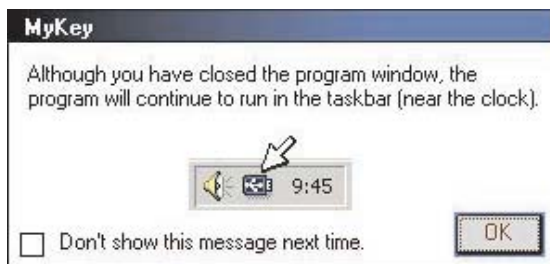 MyKey
Although you have closed the program window, the
program will continue to run in the taskbar (near the clock).
9:45
Don't show this message next time.
OK